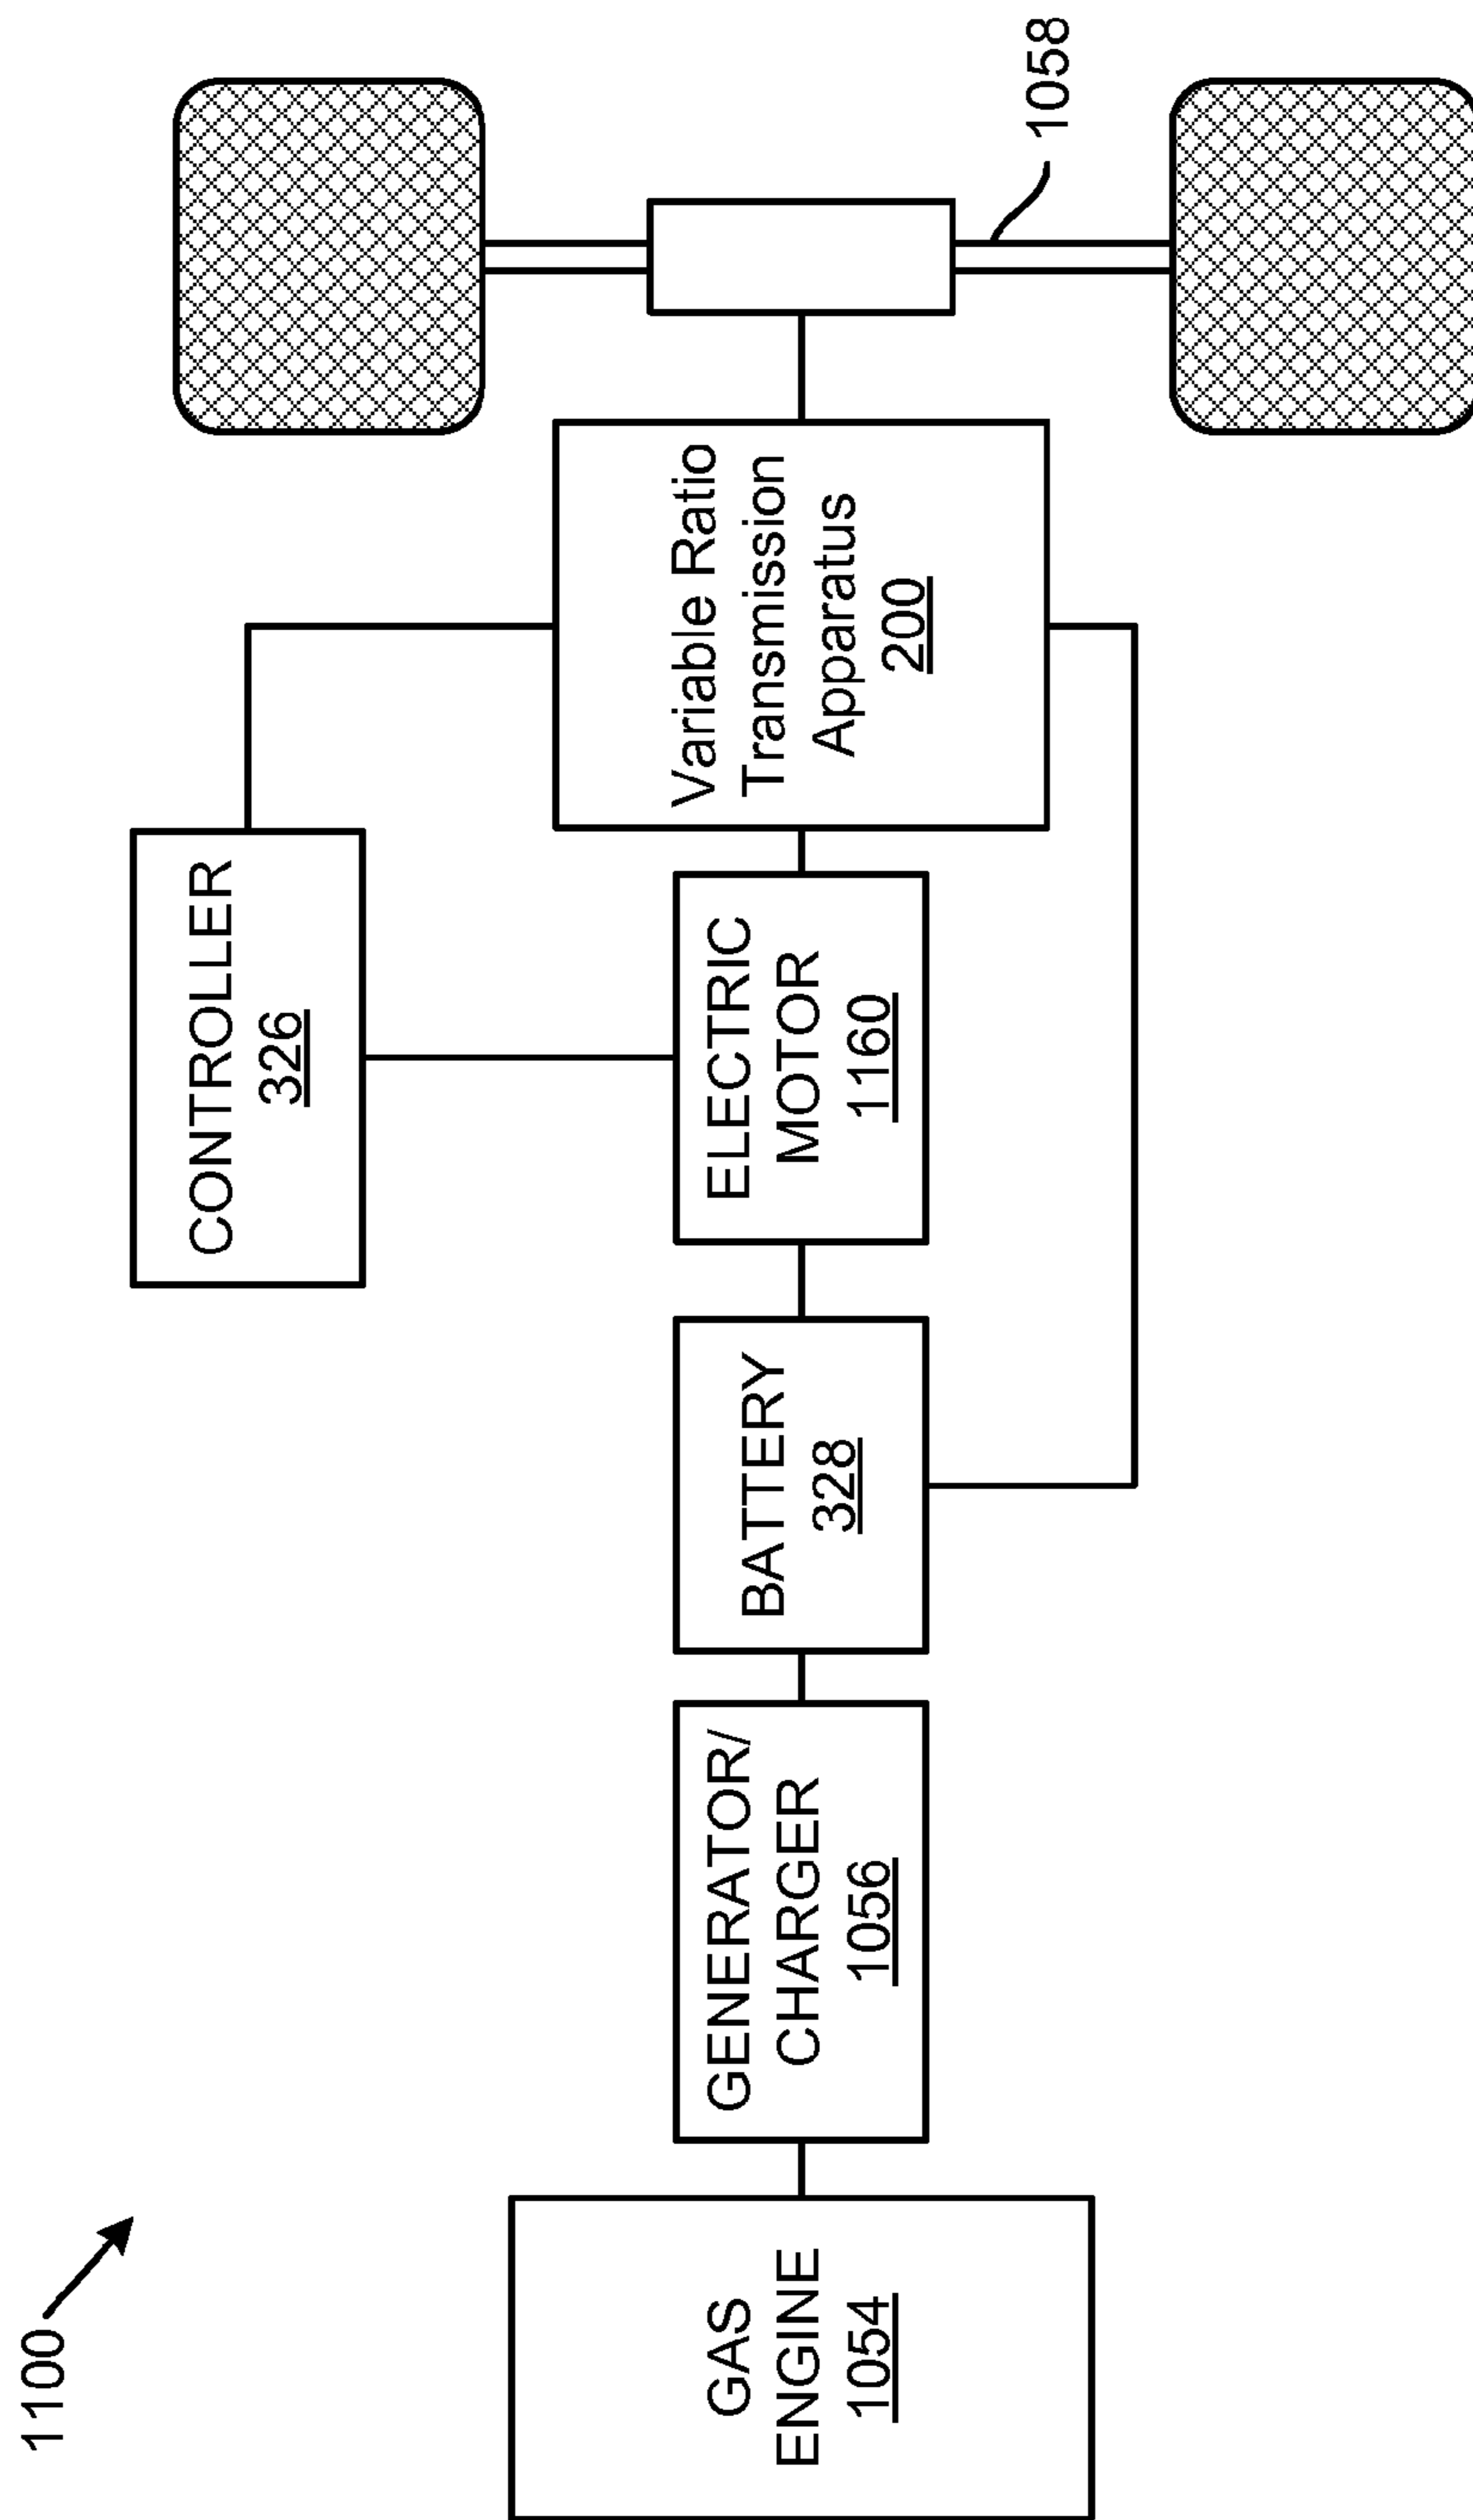 1100
CONTROLLER
326
GAS
ENGINE
1054
GENERATOR/
CHARGER
1056
BATTERY
328
ELECTRIC
MOTOR
1160
Variable Ratio
Transmission
Apparatus
200
1058